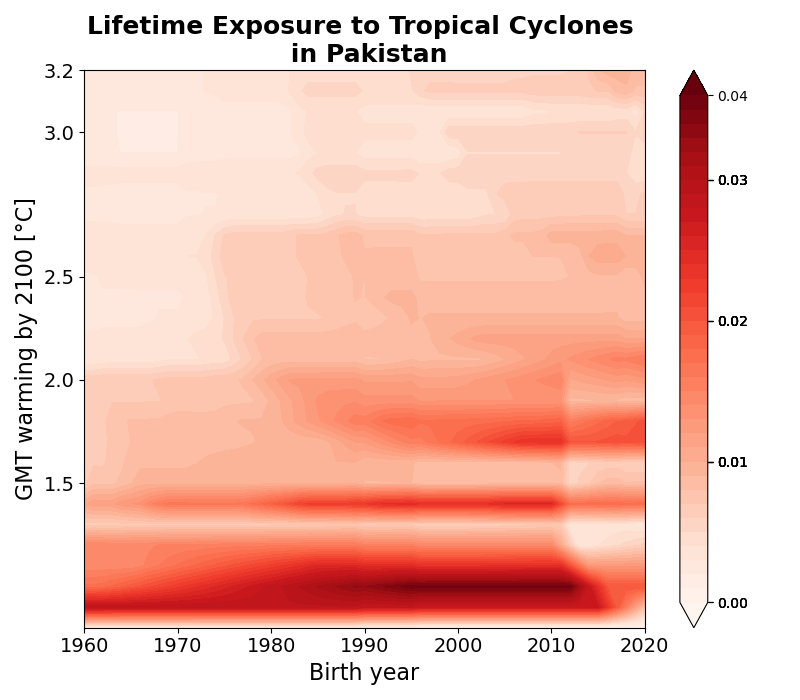 Lifetime Exposure to Tropical Cyclones
in Pakistan
3.2
3.0
2.5
2.0
1.5
GMT warming by 2100 [°C]
1960 1970 1980 1990 2000 2010 2020
Birth year
0.04
0.03
0.02
0.01
0.00